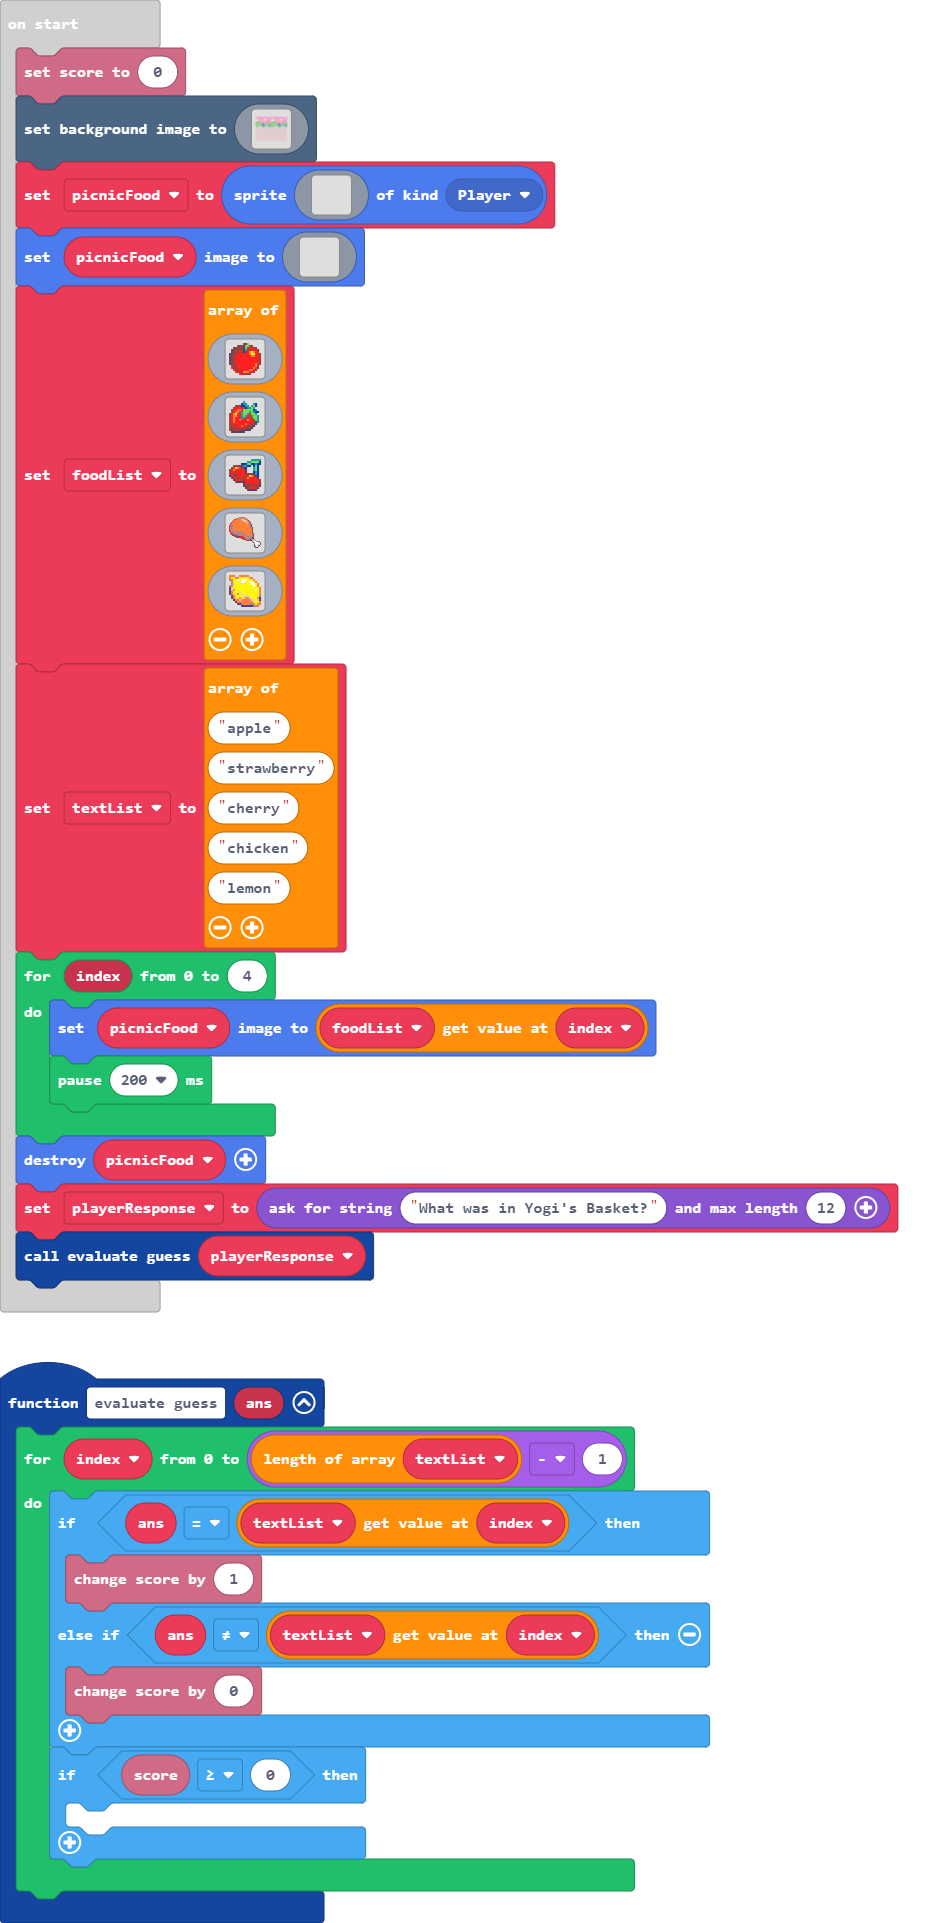 on start
set score to 0
set background image to
set picnicFood to sprite of kind Player
set picnicFood image to
set foodList to
array of
set textList to
array of
"apple"
"strawberry"
"cherry"
"chicken"
"lemon"
for index from 0 to 4
do
set picnicFood image to foodList get value at index
pause 200 ms
destroy picnicFood
set playerResponse to ask for string "What was in Yogi's Basket?" and max length 12
call evaluate guess playerResponse
function evaluate guess ans
for index from 0 to length of array textList - 1
do
if ans = textList get value at index then
change score by 1
else if ans ≠ textList get value at index then
change score by 0
if score ≥ 0 then